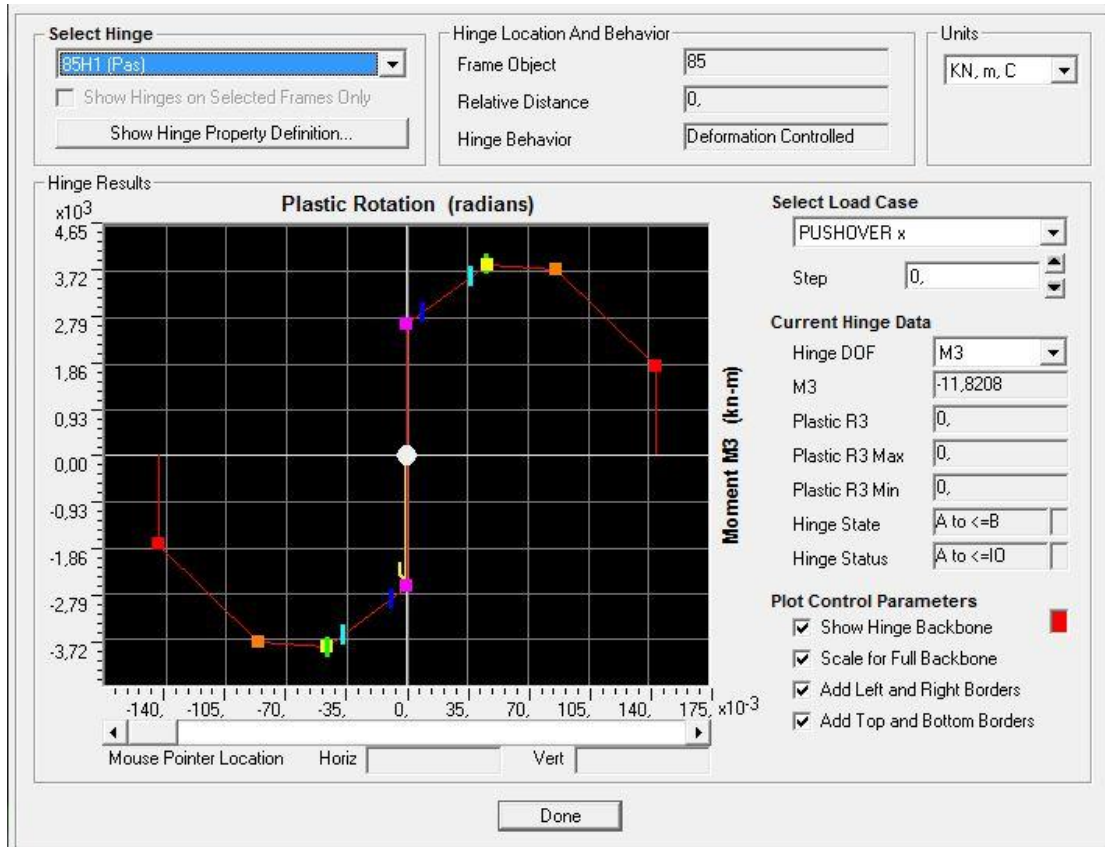 Select Hinge
85H1 (Pas)
Show Hinges on Selected Frames Only
Show Hinge Property Definition...
Hinge Location And Behavior
Frame Object 85
Relative Distance 0,
Hinge Behavior Deformation Controlled
Units
KN, m, C
Hinge Results
Plastic Rotation (radians)
x10³
4,65
3,72
2,79
1,86
0,93
0,00
-0,93
-1,86
-2,79
-3,72
-140, -105, -70, -35, 0, 35, 70, 105, 140, 175, x10⁻³
Moment M3 (kn-m)
Mouse Pointer Location Horiz Vert
Select Load Case
PUSHOVER x
Step 0,
Current Hinge Data
Hinge DOF M3
M3 -11,8208
Plastic R3 0,
Plastic R3 Max 0,
Plastic R3 Min 0,
Hinge State A to <=B
Hinge Status A to <=IO
Plot Control Parameters
Show Hinge Backbone
Scale for Full Backbone
Add Left and Right Borders
Add Top and Bottom Borders
Done